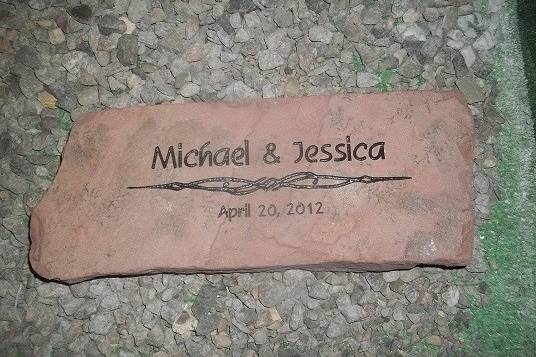 Michael & Jessica
April 20, 2012